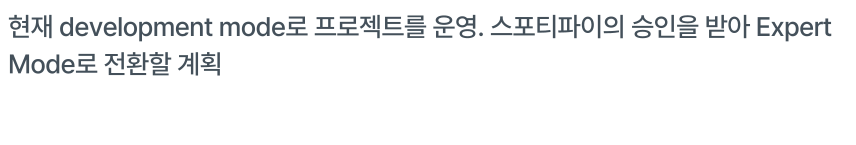 현재 development mode로 프로젝트를 운영. 스포티파이의 승인을 받아 Expert
Mode로 전환할 계획